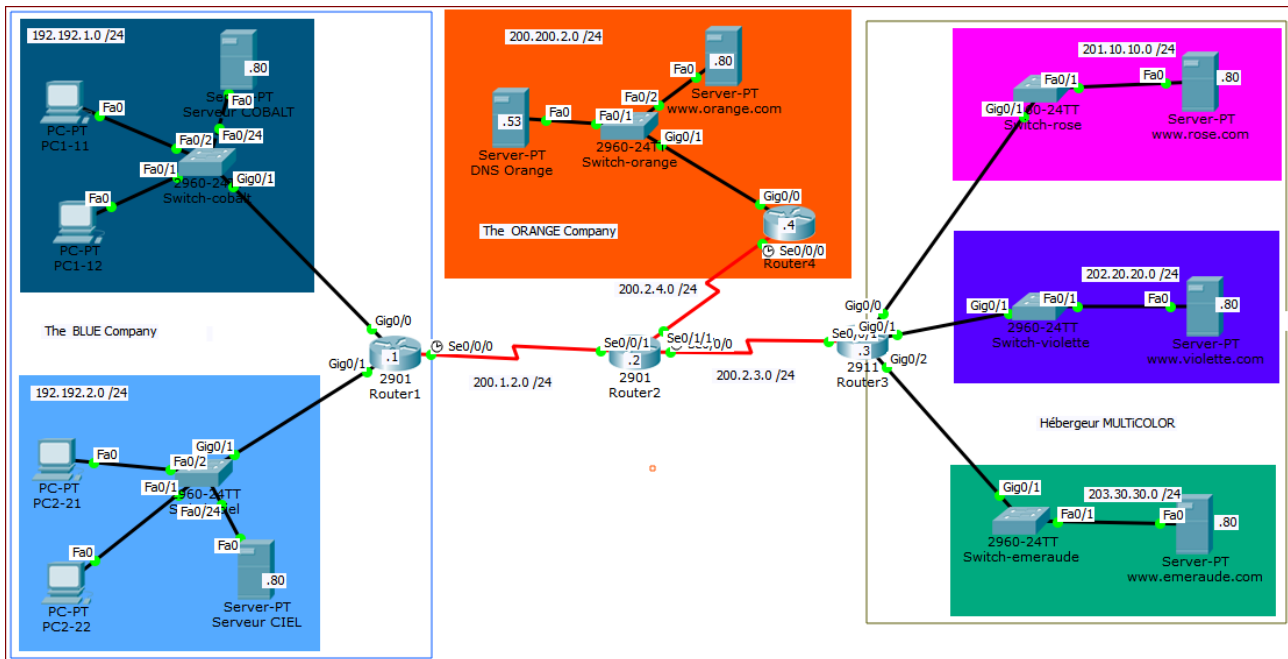 192.192.1.0 /24
.80
Server-PT
Serveur COBALT
Fa0
Fa0
PC-PT
PC1-11
Fa0/2
Fa0/24
Fa0/1
Gig0/1
2960-24TT
Switch-cobalt
Fa0
PC-PT
PC1-12
The BLUE Company
Gig0/0
Gig0/1
.1
Se0/0/0
2901
Router1
192.192.2.0 /24
Gig0/1
Fa0
Fa0/2
PC-PT
PC2-21
Fa0/1
2960-24TT
Fa0/24
Fa0
Fa0
.80
PC-PT
PC2-22
Server-PT
Serveur CIEL
200.200.2.0 /24
.80
Fa0
Server-PT
www.orange.com
Fa0/2
Fa0
Fa0/1
.53
Gig0/1
2960-24TT
Switch-orange
Server-PT
DNS Orange
Gig0/0
The ORANGE Company
.4
Se0/0/0
Router4
200.2.4.0 /24
Se0/1/1
Se0/0/1
.2
200.1.2.0 /24
2901
Router2
200.2.3.0 /24
Gig0/0
Gig0/1
.3
Gig0/2
2911
Router3
201.10.10.0 /24
Fa0/1
Fa0
.80
Gig0/1
2960-24TT
Switch-rose
Server-PT
www.rose.com
202.20.20.0 /24
Gig0/1
Fa0/1
Fa0
.80
2960-24TT
Switch-violette
Server-PT
www.violette.com
Hébergeur MULTiCOLOR
203.30.30.0 /24
Gig0/1
Fa0/1
Fa0
.80
2960-24TT
Switch-emeraude
Server-PT
www.emeraude.com